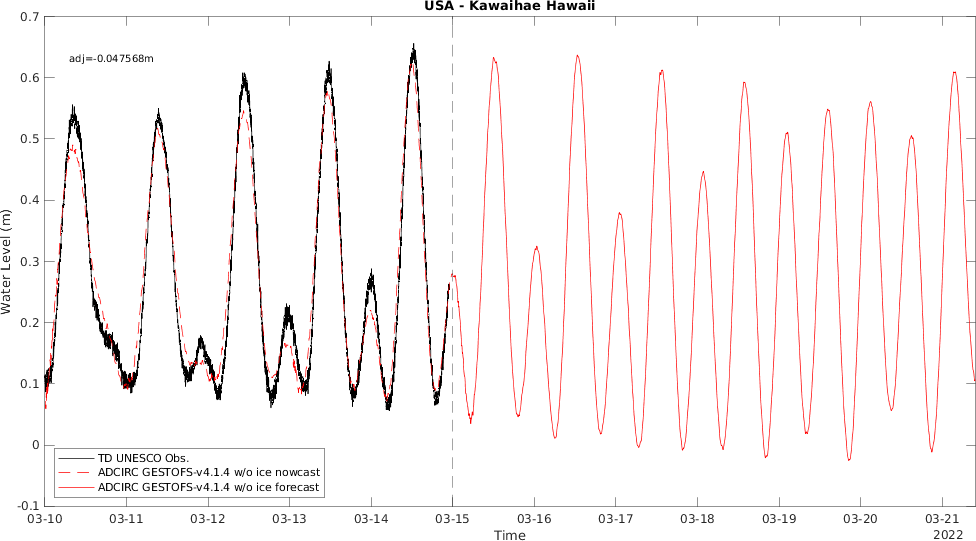 USA - Kawaihae Hawaii
0.7
adj=-0.047568m
0.6
0.5
0.4
0.3
0.2
0.1
0
-0.1
Water Level (m)
TD UNESCO Obs.
ADCIRC GESTOFS-v4.1.4 w/o ice nowcast
ADCIRC GESTOFS-v4.1.4 w/o ice forecast
03-10 03-11 03-12 03-13 03-14 03-15 03-16 03-17 03-18 03-19 03-20 03-21
Time
2022